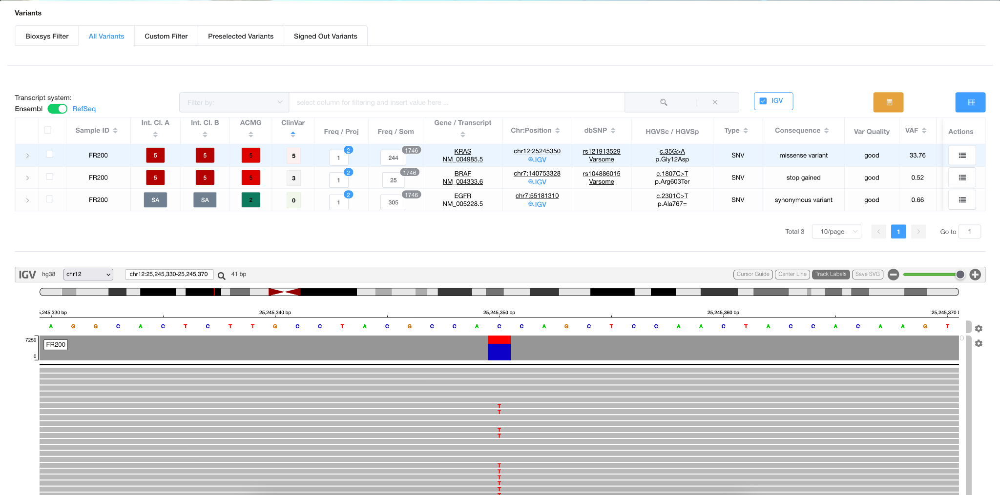 Variants
Bioxsys Filter All Variants Custom Filter Preselected Variants Signed Out Variants
Transcript system:
Ensembl RefSeq
Filter by: select column for filtering and insert value here ...
IGV
Sample ID Int. Cl. A Int. Cl. B ACMG ClinVar Freq / Proj Freq / Som Gene / Transcript Chr:Position dbSNP HGVSc / HGVSp Type Consequence Var Quality VAF Actions
FR200 5 5 5 5 1 2 244 1746 KRAS chr12:25245350 rs121913529 c.35G>A SNV missense variant good 33.76
NM_004985.5 IGV Varsome p.Gly12Asp
FR200 5 5 5 3 1 2 25 1746 BRAF chr7:140753328 rs104886015 c.1807C>T SNV stop gained good 0.52
NM_004333.6 IGV Varsome p.Arg603Ter
FR200 SA SA 2 0 1 2 305 1746 EGFR chr7:55181310 c.2301C>T SNV synonymous variant good 0.66
NM_005228.5 IGV p.Ala767=
Total 3 10/page 1 Go to 1
IGV hg38 chr12 chr12:25,245,330-25,245,370 41 bp Cursor Guide Center Line Track Labels Save SVG
5,245,330 bp 25,245,340 bp 25,245,350 bp 25,245,360 bp 25,245,370 b
A G G C A C T C T T G C C T A C G C C A C C A G C T C C A A C T A C C A C A A G T
7259
FR200
0
T
T
T
T
T
T
T
T
T
T